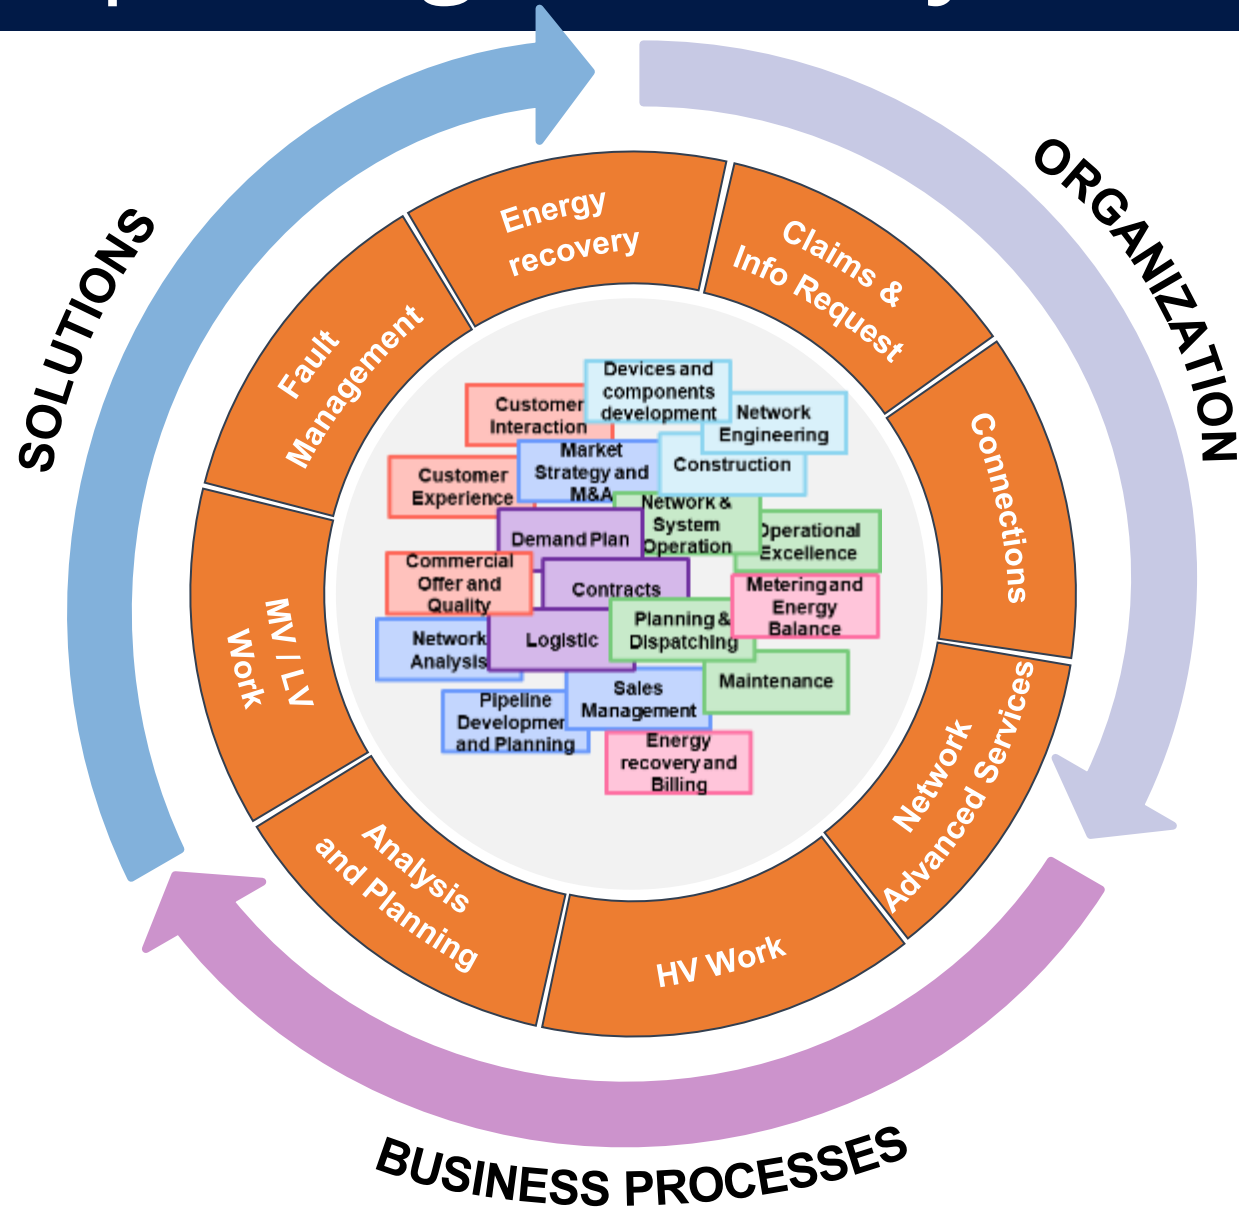 SOLUTIONS
ORGANIZATION
BUSINESS PROCESSES
Energy
recovery
Claims &
Info Request
Connections
Network
Advanced Services
HV Work
Analysis
and Planning
MV / LV
Work
Fault
Management
Devices and
components
development
Customer
Interaction
Network
Engineering
Market
Strategy and
M&A
Construction
Customer
Experience
Network &
System
Operation
Operational
Excellence
Demand Plan
Commercial
Offer and
Quality
Contracts
Metering and
Energy
Balance
Planning &
Dispatching
Network
Analysis
Logistic
Maintenance
Sales
Management
Pipeline
Developmen
and Planning
Energy
recovery and
Billing